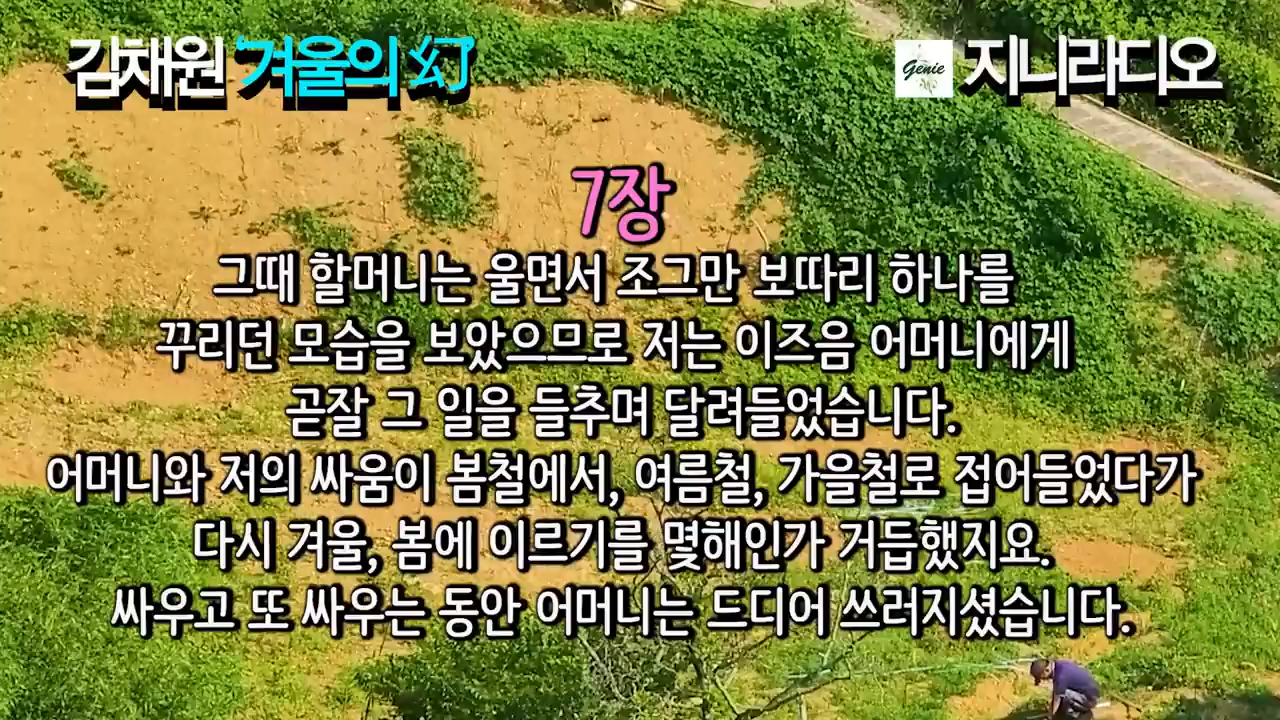 김채원 겨울의 幻
Genie 지니라디오
7장
그때 할머니는 울면서 조그만 보따리 하나를
꾸리던 모습을 보았으므로 저는 이즈음 어머니에게
곧잘 그 일을 들추며 달려들었습니다.
어머니와 저의 싸움이 봄철에서, 여름철, 가을철로 접어들었다가
다시 겨울, 봄에 이르기를 몇해인가 거듭했지요.
싸우고 또 싸우는 동안 어머니는 드디어 쓰러지셨습니다.